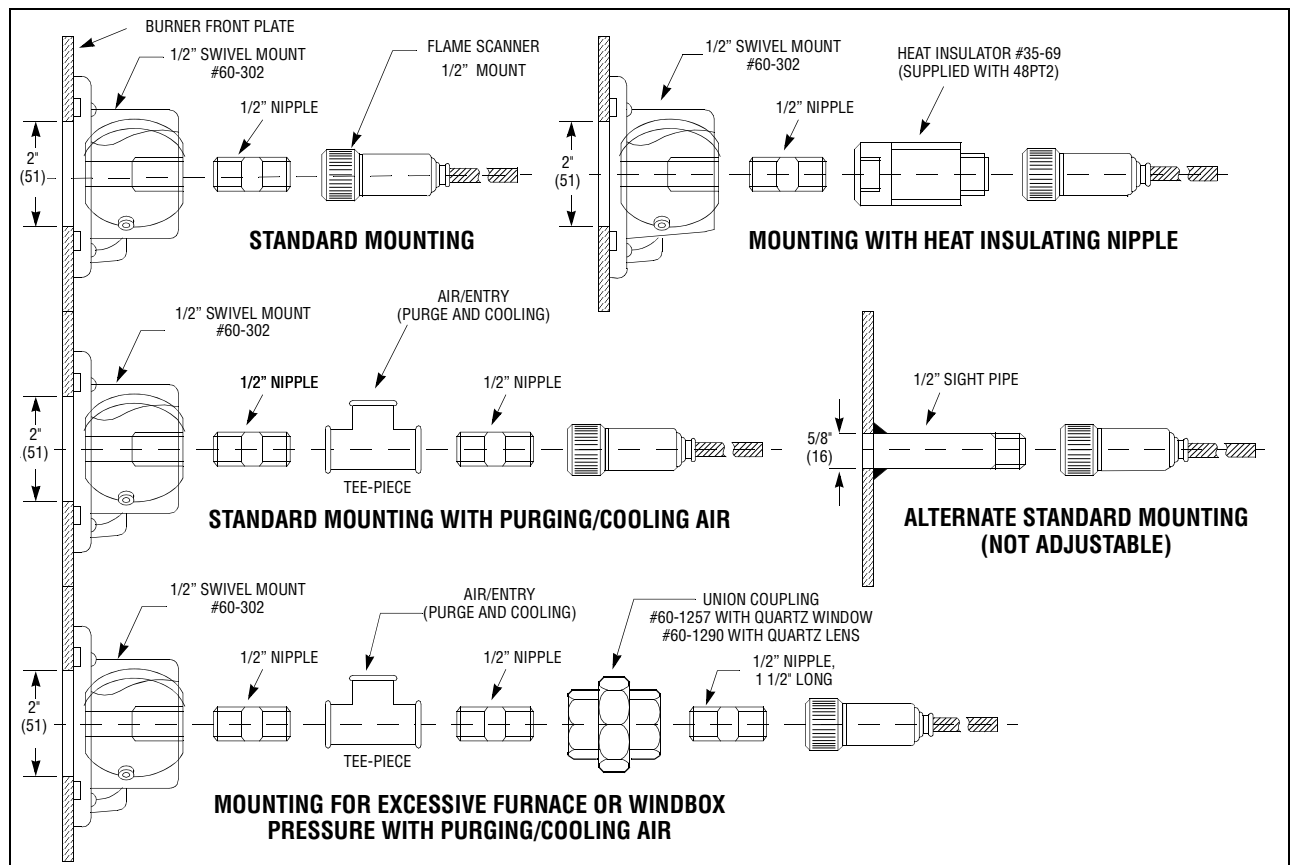 BURNER FRONT PLATE
1/2” SWIVEL MOUNT
#60-302
1/2” NIPPLE
FLAME SCANNER
1/2” MOUNT
2"
(51)
STANDARD MOUNTING
1/2” SWIVEL MOUNT
#60-302
1/2” NIPPLE
HEAT INSULATOR #35-69
(SUPPLIED WITH 48PT2)
2"
(51)
MOUNTING WITH HEAT INSULATING NIPPLE
1/2” SWIVEL MOUNT
#60-302
1/2” NIPPLE
AIR/ENTRY
(PURGE AND COOLING)
1/2” NIPPLE
2"
(51)
TEE-PIECE
STANDARD MOUNTING WITH PURGING/COOLING AIR
1/2” SIGHT PIPE
5/8"
(16)
ALTERNATE STANDARD MOUNTING
(NOT ADJUSTABLE)
1/2” SWIVEL MOUNT
#60-302
1/2” NIPPLE
AIR/ENTRY
(PURGE AND COOLING)
1/2” NIPPLE
UNION COUPLING
#60-1257 WITH QUARTZ WINDOW
#60-1290 WITH QUARTZ LENS
1/2” NIPPLE,
1 1/2" LONG
2"
(51)
TEE-PIECE
MOUNTING FOR EXCESSIVE FURNACE OR WINDBOX
PRESSURE WITH PURGING/COOLING AIR